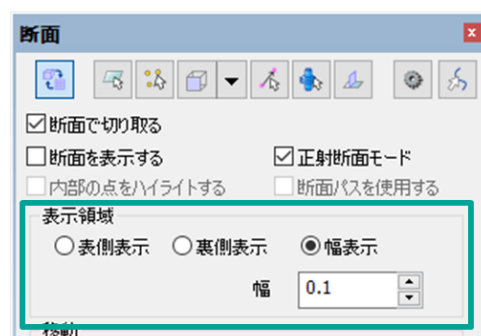 断面
断面で切り取る
断面を表示する 正射断面モード
内部の点をハイライトする 断面パスを使用する
表示領域
表側表示 裏側表示 幅表示
幅 0.1
移動